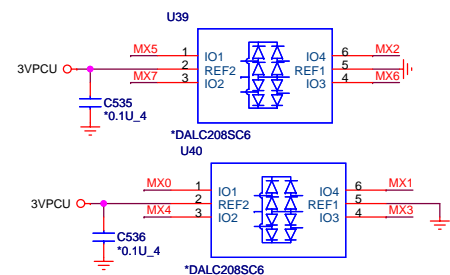 U39
MX5 1 IO1 IO4 6 MX2
3VPCU 2 REF2 REF1 5
MX7 3 IO2 IO3 4 MX6
C535
*0.1U_4
*DALC208SC6
U40
MX0 1 IO1 IO4 6 MX1
3VPCU 2 REF2 REF1 5
MX4 3 IO2 IO3 4 MX3
C536
*0.1U_4
*DALC208SC6